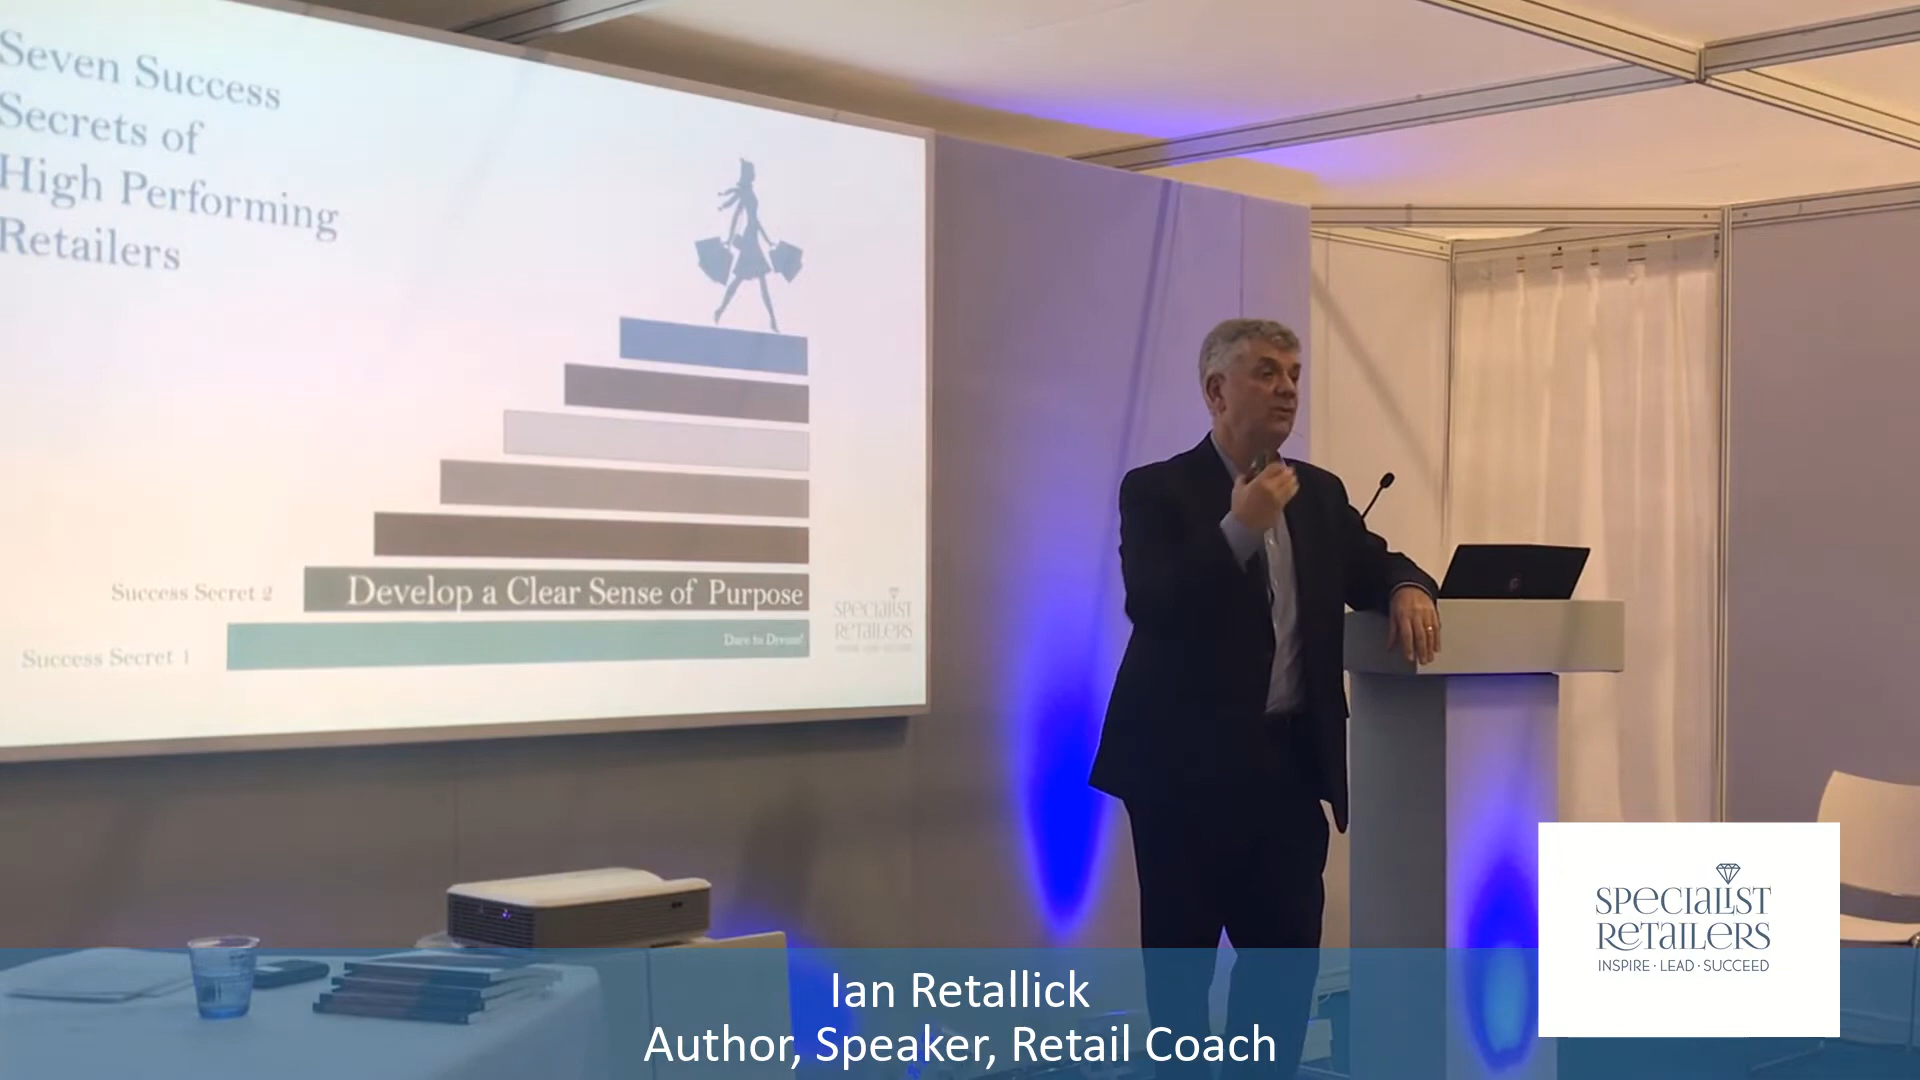 Seven Success
Secrets of
High Performing
Retailers
Success Secret 2
Develop a Clear Sense of Purpose
Success Secret 1
Dare to Dream!
SPECIALIST
RETAILERS
SPECIALIST
RETAILERS
INSPIRE · LEAD · SUCCEED
Ian Retallick
Author, Speaker, Retail Coach